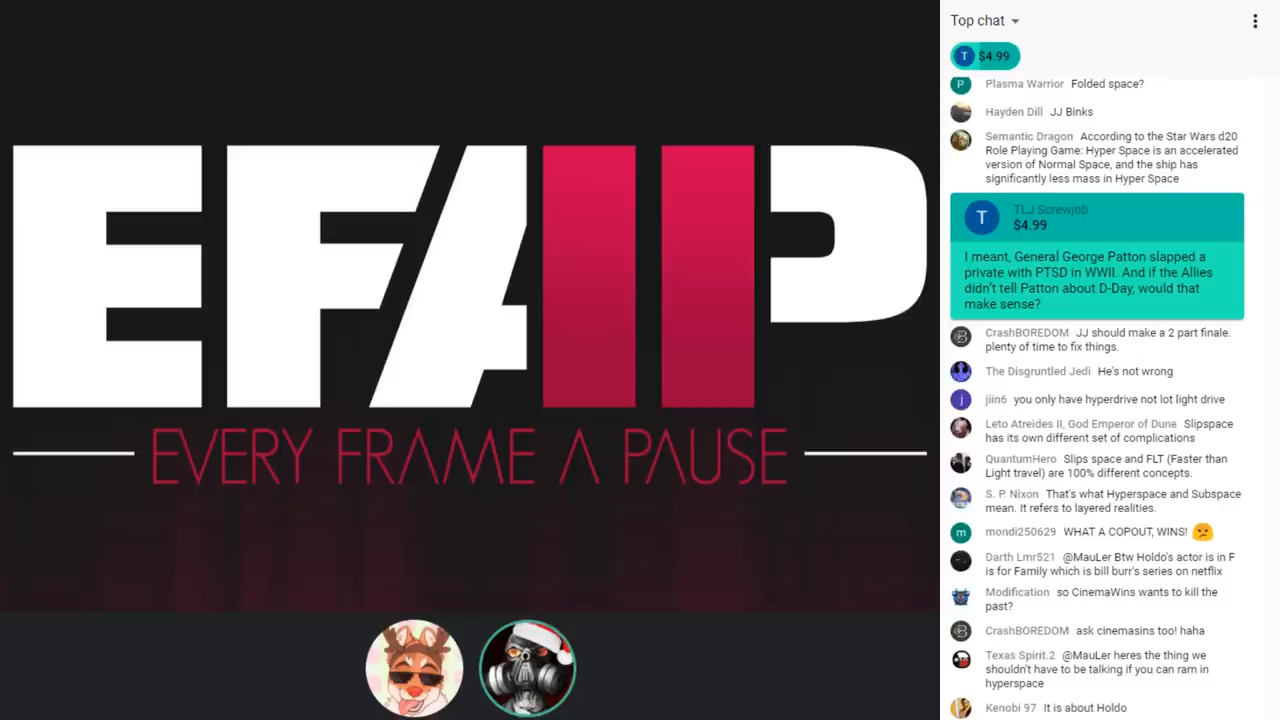 EFAP
EVERY FRAME A PAUSE
Top chat
T $4.99
P Plasma Warrior Folded space?
Hayden Dill JJ Binks
Semantic Dragon According to the Star Wars d20
Role Playing Game: Hyper Space is an accelerated
version of Normal Space, and the ship has
significantly less mass in Hyper Space
T TLJ Screwjob
$4.99
I meant, General George Patton slapped a
private with PTSD in WWII. And if the Allies
didn't tell Patton about D-Day, would that
make sense?
CrashBOREDOM JJ should make a 2 part finale.
plenty of time to fix things.
The Disgruntled Jedi He's not wrong
j jiin6 you only have hyperdrive not lot light drive
Leto Atreides II, God Emperor of Dune Slipspace
has its own different set of complications
QuantumHero Slips space and FLT (Faster than
Light travel) are 100% different concepts.
S. P. Nixon That's what Hyperspace and Subspace
mean. It refers to layered realities.
m mondi250629 WHAT A COPOUT, WINS!
Darth Lmr521 @MauLer Btw Holdo's actor is in F
is for Family which is bill burr's series on netflix
Modification so CinemaWins wants to kill the
past?
CrashBOREDOM ask cinemasins too! haha
Texas Spirit.2 @MauLer heres the thing we
shouldn't have to be talking if you can ram in
hyperspace
Kenobi 97 It is about Holdo